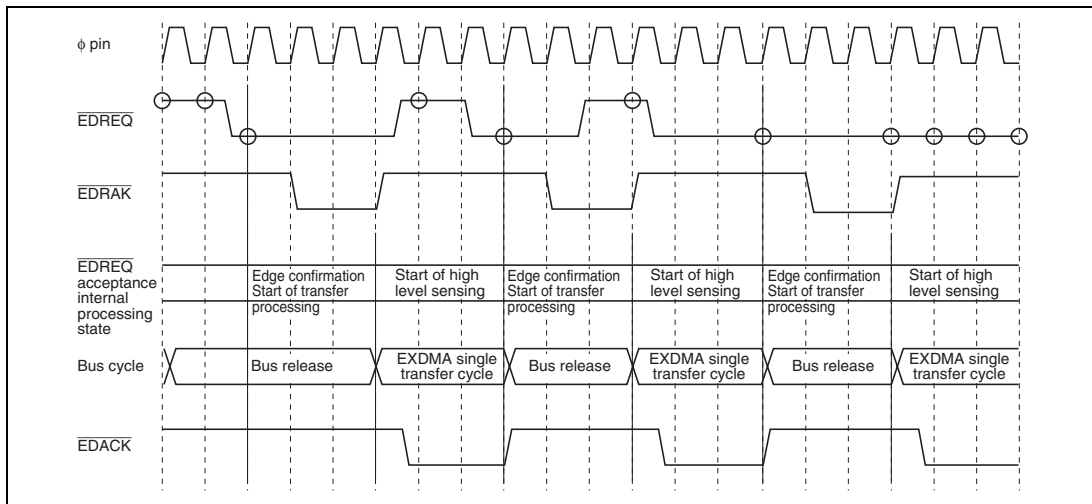 φ pin
EDREQ
EDRAK
EDREQ
acceptance
internal
processing
state
Edge confirmation
Start of transfer
processing
Start of high
level sensing
Edge confirmation
Start of transfer
processing
Start of high
level sensing
Edge confirmation
Start of transfer
processing
Start of high
level sensing
Bus cycle
Bus release
EXDMA single
transfer cycle
Bus release
EXDMA single
transfer cycle
Bus release
EXDMA single
transfer cycle
EDACK